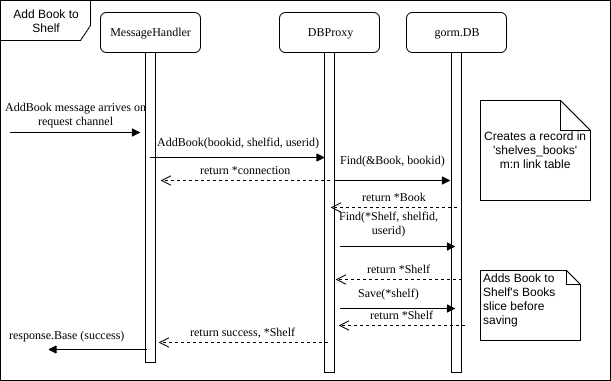 Add Book to
Shelf
MessageHandler
DBProxy
gorm.DB
AddBook message arrives on
request channel
AddBook(bookid, shelfid, userid)
return *connection
Find(&Book, bookid)
Creates a record in
'shelves_books'
m:n link table
return *Book
Find(*Shelf, shelfid,
userid)
return *Shelf
Adds Book to
Shelf's Books
slice before
saving
Save(*shelf)
return *Shelf
return success, *Shelf
response.Base (success)